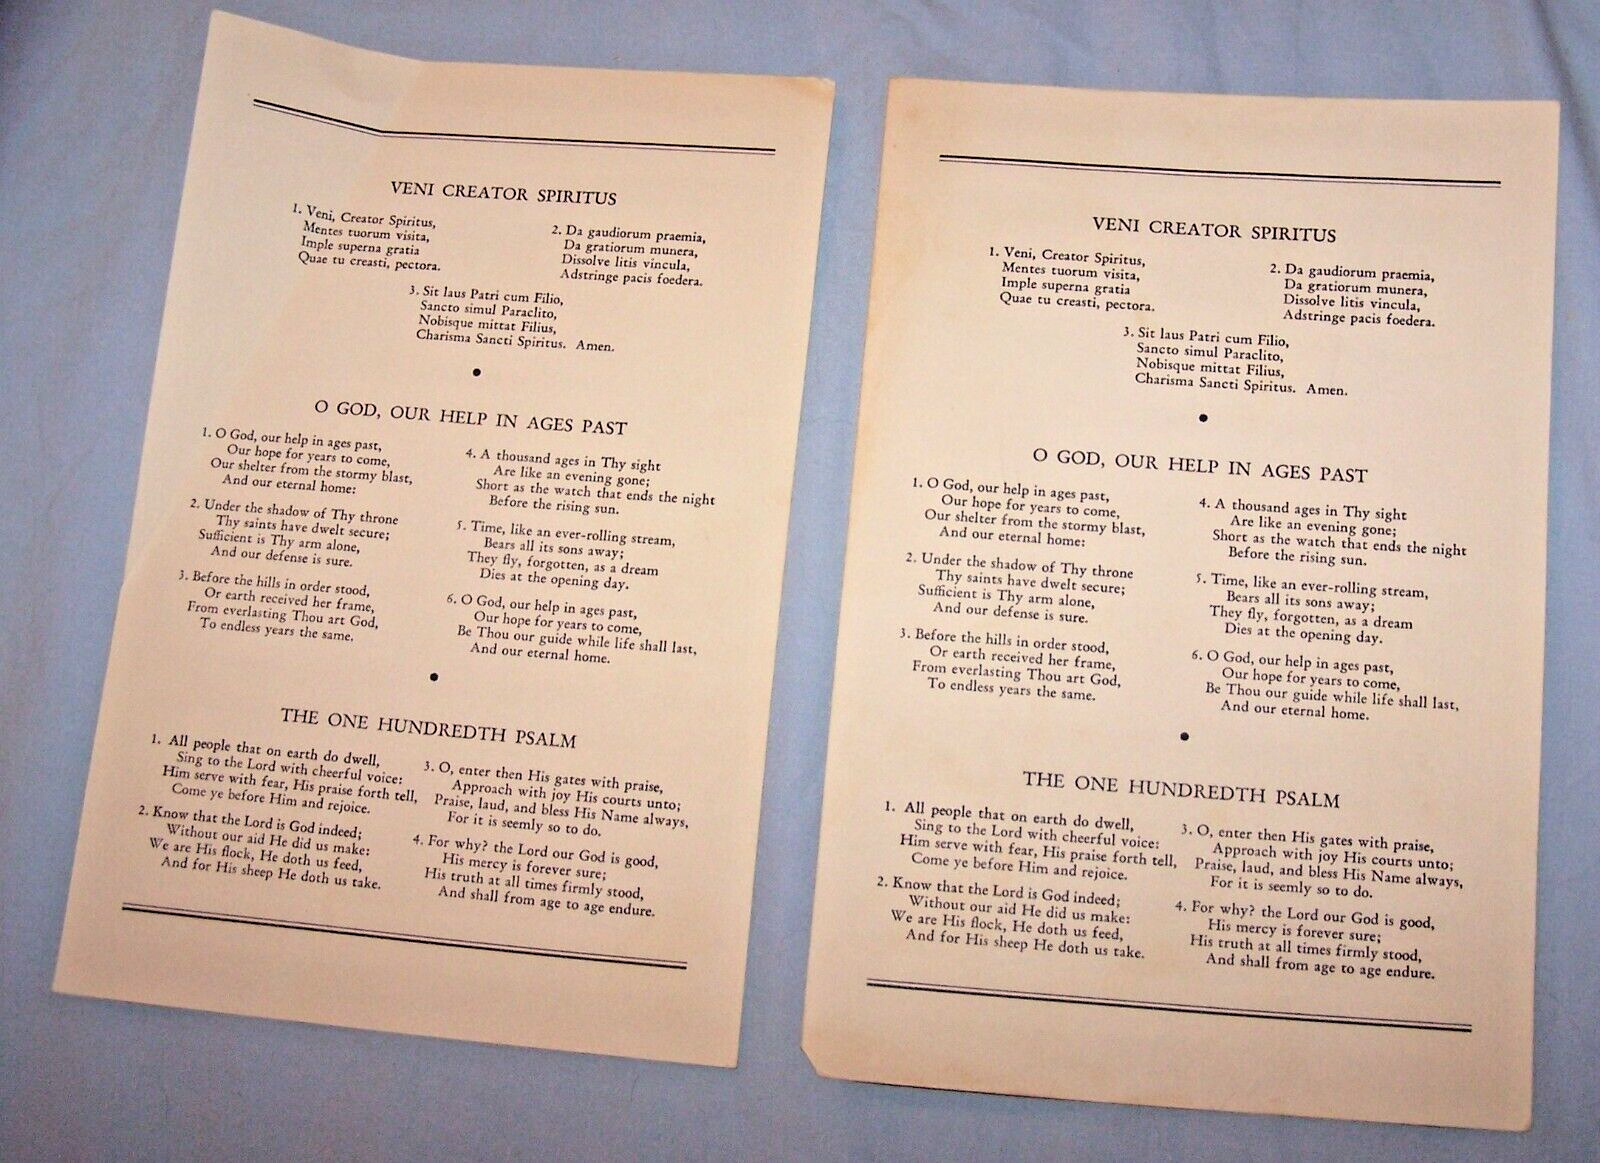 VENI CREATOR SPIRITUS
1. Veni, Creator Spiritus,
Mentes tuorum visita,
Imple superna gratia
Quae tu creasti, pectora.
2. Da gaudiorum praemia,
Da gratiorum munera,
Dissolve litis vincula,
Adstringe pacis foedera.
3. Sit laus Patri cum Filio,
Sancto simul Paraclito,
Nobisque mittat Filius,
Charisma Sancti Spiritus. Amen.
O GOD, OUR HELP IN AGES PAST
1. O God, our help in ages past,
Our hope for years to come,
Our shelter from the stormy blast,
And our eternal home:
2. Under the shadow of Thy throne
Thy saints have dwelt secure;
Sufficient is Thy arm alone,
And our defense is sure.
3. Before the hills in order stood,
Or earth received her frame,
From everlasting Thou art God,
To endless years the same.
4. A thousand ages in Thy sight
Are like an evening gone;
Short as the watch that ends the night
Before the rising sun.
5. Time, like an ever-rolling stream,
Bears all its sons away;
They fly, forgotten, as a dream
Dies at the opening day.
6. O God, our help in ages past,
Our hope for years to come,
Be Thou our guide while life shall last,
And our eternal home.
THE ONE HUNDREDTH PSALM
1. All people that on earth do dwell,
Sing to the Lord with cheerful voice:
Him serve with fear, His praise forth tell,
Come ye before Him and rejoice.
2. Know that the Lord is God indeed;
Without our aid He did us make:
We are His flock, He doth us feed,
And for His sheep He doth us take.
3. O, enter then His gates with praise,
Approach with joy His courts unto;
Praise, laud, and bless His Name always,
For it is seemly so to do.
4. For why? the Lord our God is good,
His mercy is forever sure;
His truth at all times firmly stood,
And shall from age to age endure.
VENI CREATOR SPIRITUS
1. Veni, Creator Spiritus,
Mentes tuorum visita,
Imple superna gratia
Quae tu creasti, pectora.
2. Da gaudiorum praemia,
Da gratiorum munera,
Dissolve litis vincula,
Adstringe pacis foedera.
3. Sit laus Patri cum Filio,
Sancto simul Paraclito,
Nobisque mittat Filius,
Charisma Sancti Spiritus. Amen.
O GOD, OUR HELP IN AGES PAST
1. O God, our help in ages past,
Our hope for years to come,
Our shelter from the stormy blast,
And our eternal home:
2. Under the shadow of Thy throne
Thy saints have dwelt secure;
Sufficient is Thy arm alone,
And our defense is sure.
3. Before the hills in order stood,
Or earth received her frame,
From everlasting Thou art God,
To endless years the same.
4. A thousand ages in Thy sight
Are like an evening gone;
Short as the watch that ends the night
Before the rising sun.
5. Time, like an ever-rolling stream,
Bears all its sons away;
They fly, forgotten, as a dream
Dies at the opening day.
6. O God, our help in ages past,
Our hope for years to come,
Be Thou our guide while life shall last,
And our eternal home.
THE ONE HUNDREDTH PSALM
1. All people that on earth do dwell,
Sing to the Lord with cheerful voice:
Him serve with fear, His praise forth tell,
Come ye before Him and rejoice.
2. Know that the Lord is God indeed;
Without our aid He did us make:
We are His flock, He doth us feed,
And for His sheep He doth us take.
3. O, enter then His gates with praise,
Approach with joy His courts unto;
Praise, laud, and bless His Name always,
For it is seemly so to do.
4. For why? the Lord our God is good,
His mercy is forever sure;
His truth at all times firmly stood,
And shall from age to age endure.